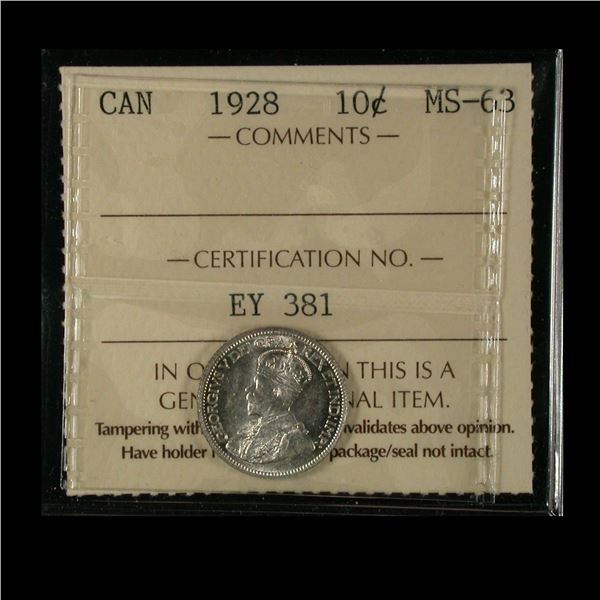 CAN 1928 10¢ MS-63
— COMMENTS —
— CERTIFICATION NO. —
EY 381
IN O N THIS IS A
GEN NAL ITEM.
Tampering with validates above opinion.
Have holder package/seal not intact.